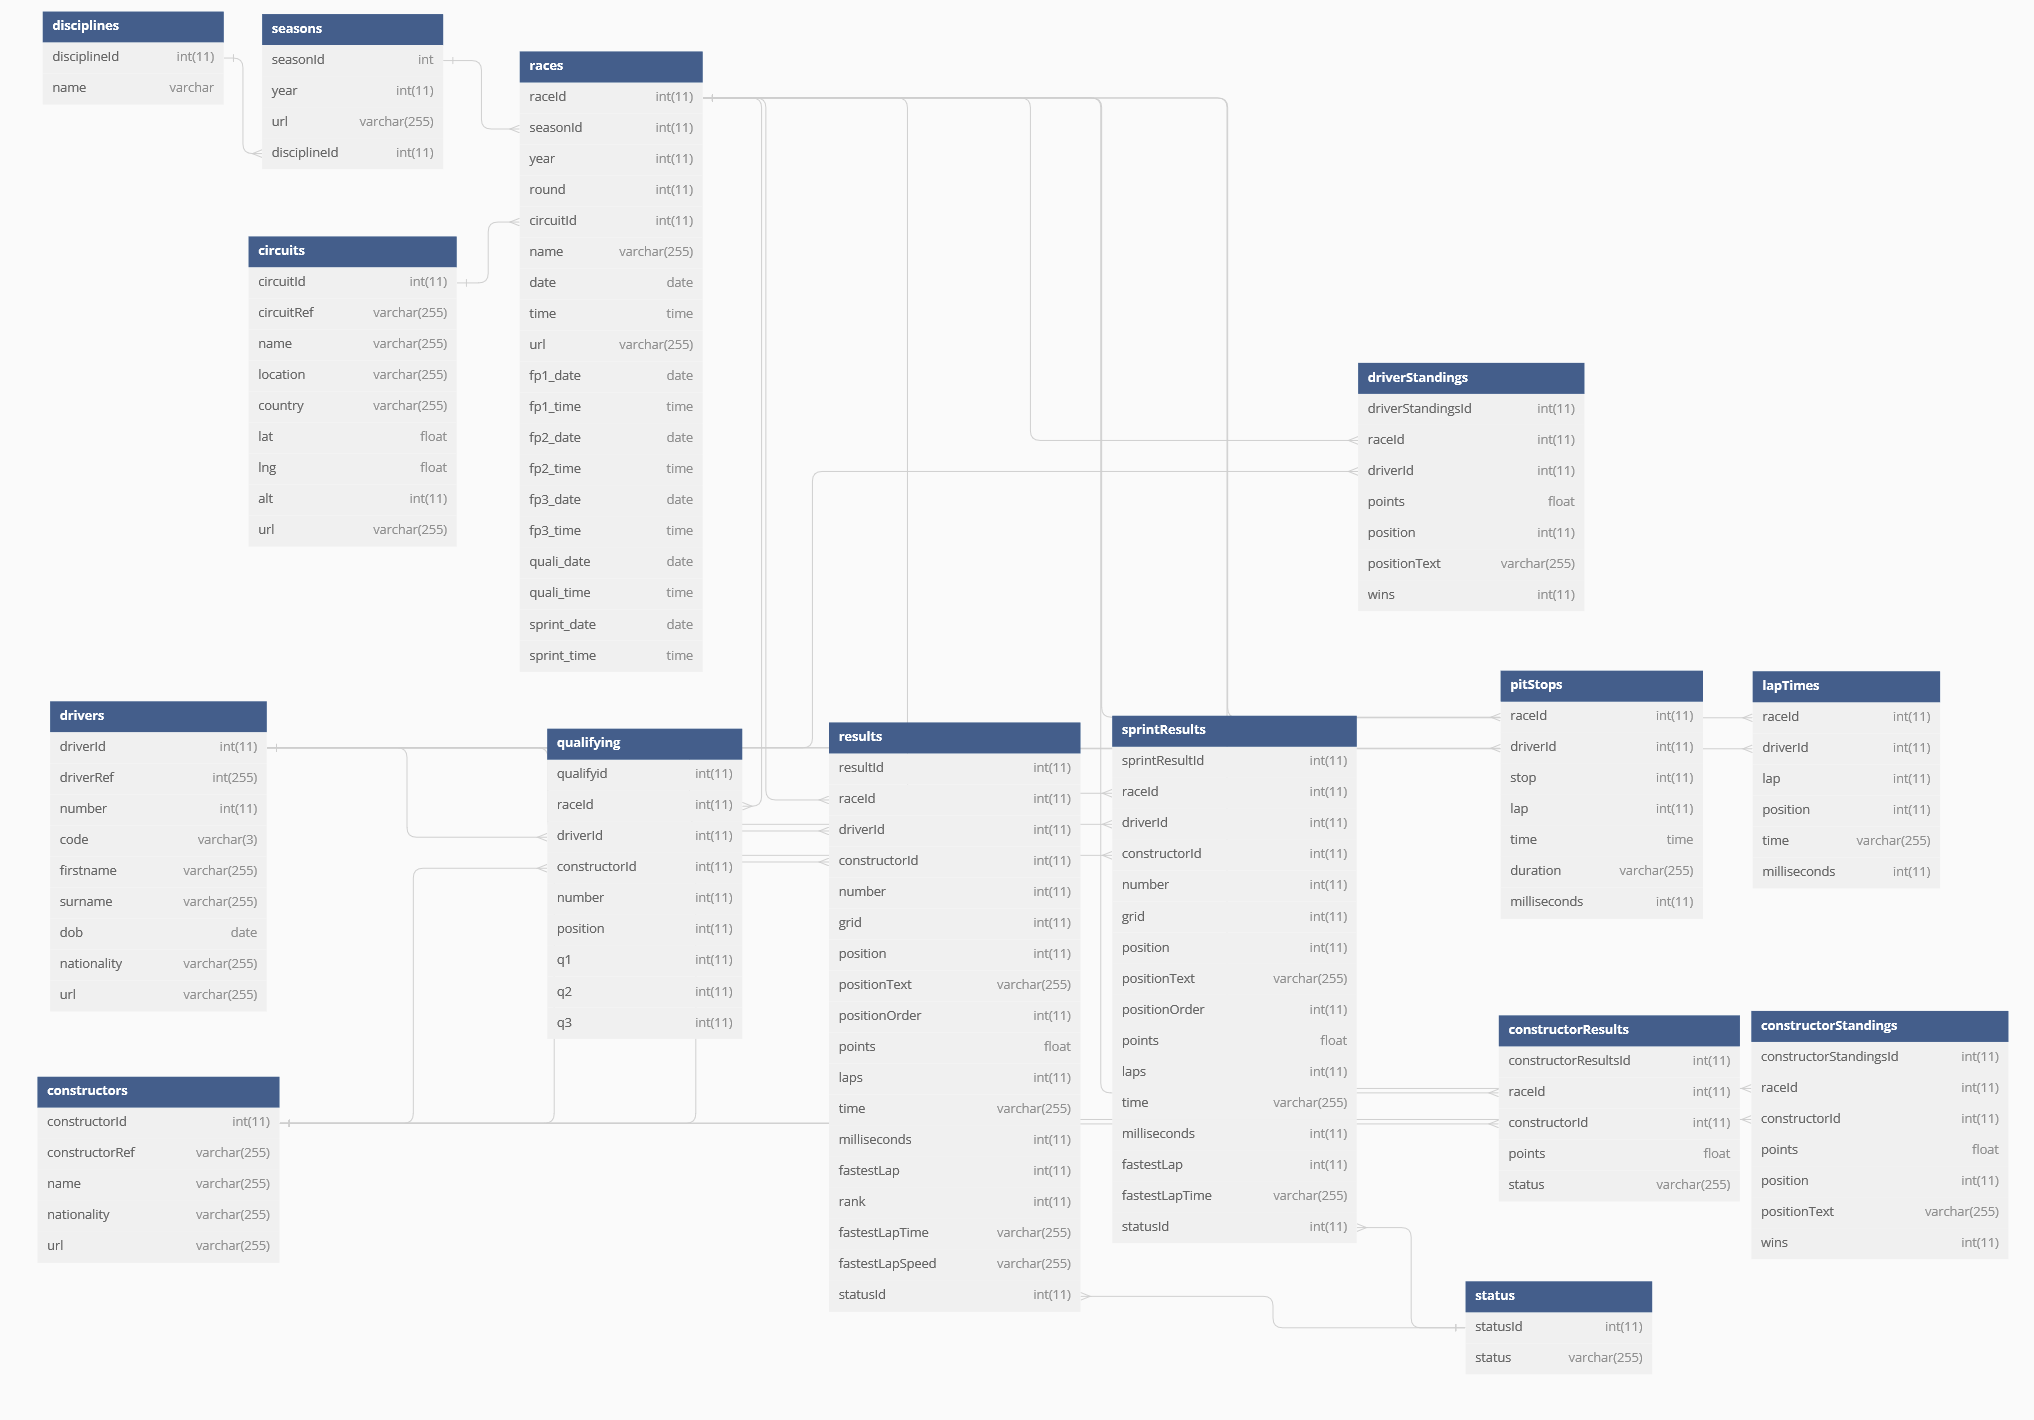 disciplines
disciplineId int(11)
name varchar
seasons
seasonId int
year int(11)
url varchar(255)
disciplineId int(11)
races
raceId int(11)
seasonId int(11)
year int(11)
round int(11)
circuitId int(11)
name varchar(255)
date date
time time
url varchar(255)
fp1_date date
fp1_time time
fp2_date date
fp2_time time
fp3_date date
fp3_time time
quali_date date
quali_time time
sprint_date date
sprint_time time
circuits
circuitId int(11)
circuitRef varchar(255)
name varchar(255)
location varchar(255)
country varchar(255)
lat float
lng float
alt int(11)
url varchar(255)
driverStandings
driverStandingsId int(11)
raceId int(11)
driverId int(11)
points float
position int(11)
positionText varchar(255)
wins int(11)
drivers
driverId int(11)
driverRef int(255)
number int(11)
code varchar(3)
firstname varchar(255)
surname varchar(255)
dob date
nationality varchar(255)
url varchar(255)
qualifying
qualifyid int(11)
raceId int(11)
driverId int(11)
constructorId int(11)
number int(11)
position int(11)
q1 int(11)
q2 int(11)
q3 int(11)
results
resultId int(11)
raceId int(11)
driverId int(11)
constructorId int(11)
number int(11)
grid int(11)
position int(11)
positionText varchar(255)
positionOrder int(11)
points float
laps int(11)
time varchar(255)
milliseconds int(11)
fastestLap int(11)
rank int(11)
fastestLapTime varchar(255)
fastestLapSpeed varchar(255)
statusId int(11)
sprintResults
sprintResultId int(11)
raceId int(11)
driverId int(11)
constructorId int(11)
number int(11)
grid int(11)
position int(11)
positionText varchar(255)
positionOrder int(11)
points float
laps int(11)
time varchar(255)
milliseconds int(11)
fastestLap int(11)
fastestLapTime varchar(255)
statusId int(11)
pitStops
raceId int(11)
driverId int(11)
stop int(11)
lap int(11)
time time
duration varchar(255)
milliseconds int(11)
lapTimes
raceId int(11)
driverId int(11)
lap int(11)
position int(11)
time varchar(255)
milliseconds int(11)
constructors
constructorId int(11)
constructorRef varchar(255)
name varchar(255)
nationality varchar(255)
url varchar(255)
constructorResults
constructorResultsId int(11)
raceId int(11)
constructorId int(11)
points float
status varchar(255)
constructorStandings
constructorStandingsId int(11)
raceId int(11)
constructorId int(11)
points float
position int(11)
positionText varchar(255)
wins int(11)
status
statusId int(11)
status varchar(255)